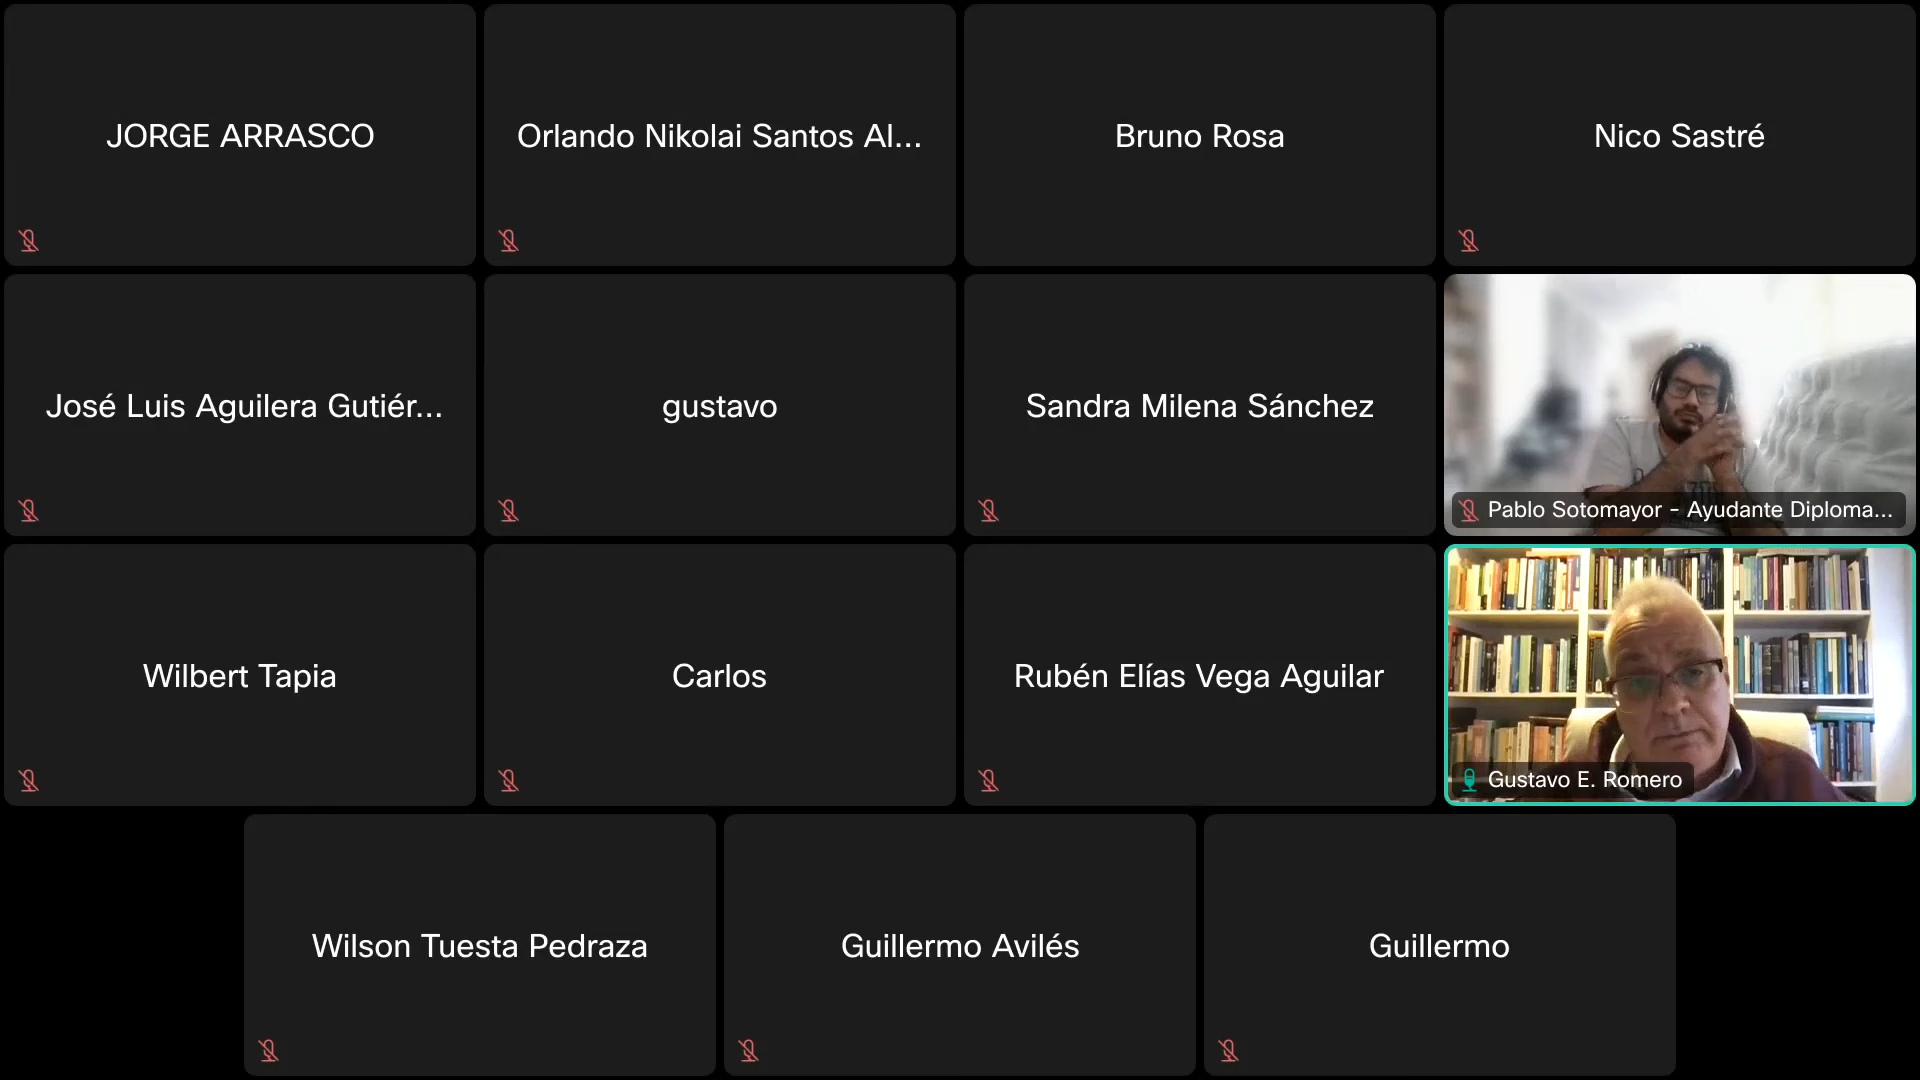 JORGE ARRASCO
Orlando Nikolai Santos Al...
Bruno Rosa
Nico Sastré
José Luis Aguilera Gutiér...
gustavo
Sandra Milena Sánchez
Pablo Sotomayor - Ayudante Diploma...
Wilbert Tapia
Carlos
Rubén Elías Vega Aguilar
Gustavo E. Romero
Wilson Tuesta Pedraza
Guillermo Avilés
Guillermo